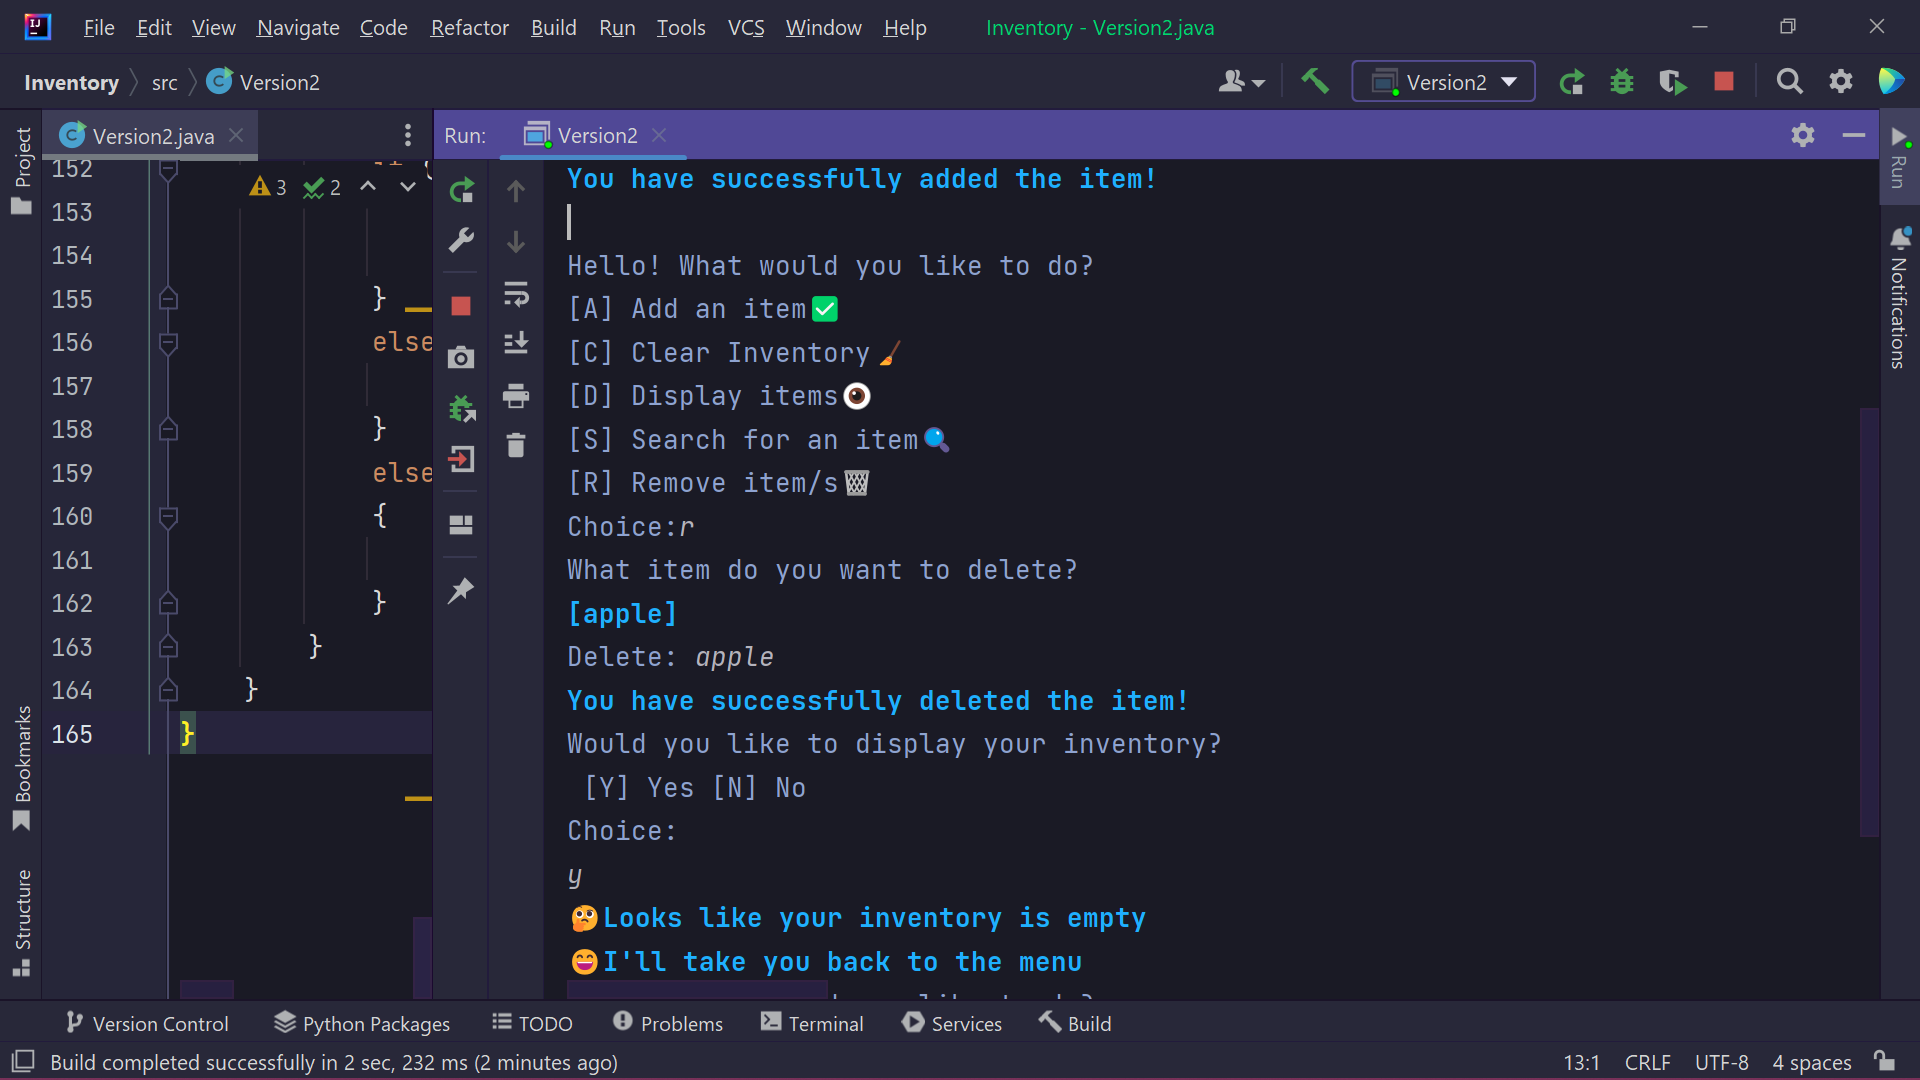 File Edit View Navigate Code Refactor Build Run Tools VCS Window Help Inventory - Version2.java
Inventory src Version2 Version2
Project
Version2.java
Run: Version2
Run
Notifications
Bookmarks
Structure
3 2
152
153
154
155 }
156 else
157
158 }
159 else
160 {
161
162 }
163 }
164 }
165 }
You have successfully added the item!
Hello! What would you like to do?
[A] Add an item✅
[C] Clear Inventory🖌
[D] Display items👁
[S] Search for an item🔍
[R] Remove item/s🗑
Choice:r
What item do you want to delete?
[apple]
Delete: apple
You have successfully deleted the item!
Would you like to display your inventory?
[Y] Yes [N] No
Choice:
y
🤔Looks like your inventory is empty
😄I'll take you back to the menu
Version Control Python Packages TODO Problems Terminal Services Build
Build completed successfully in 2 sec, 232 ms (2 minutes ago) 13:1 CRLF UTF-8 4 spaces